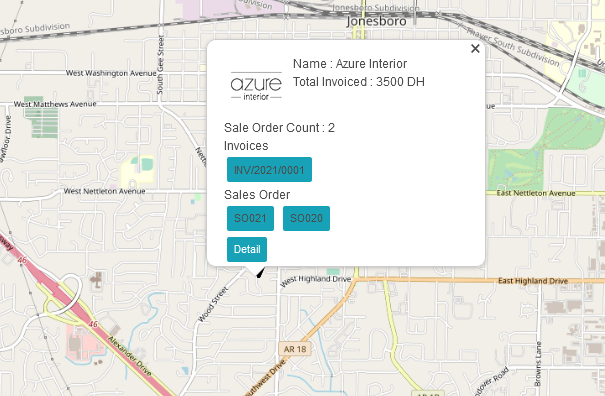 Jonesboro Subdivision
Jonesboro Subdivision
Jonesboro
Thayer South Subdivision
South Gee Street
West Washington Avenue
West Matthews Avenue
West Nettleton Avenue
East Nettleton Avenue
×
azure
interior
Name : Azure Interior
Total Invoiced : 3500 DH
Sale Order Count : 2
Invoices
INV/2021/0001
Sales Order
SO021 SO020
Detail
46
West Highland Drive
East Highland Drive
Wood Street
46
Alexander Drive
AR 18
Southwest Drive
Browns Lane